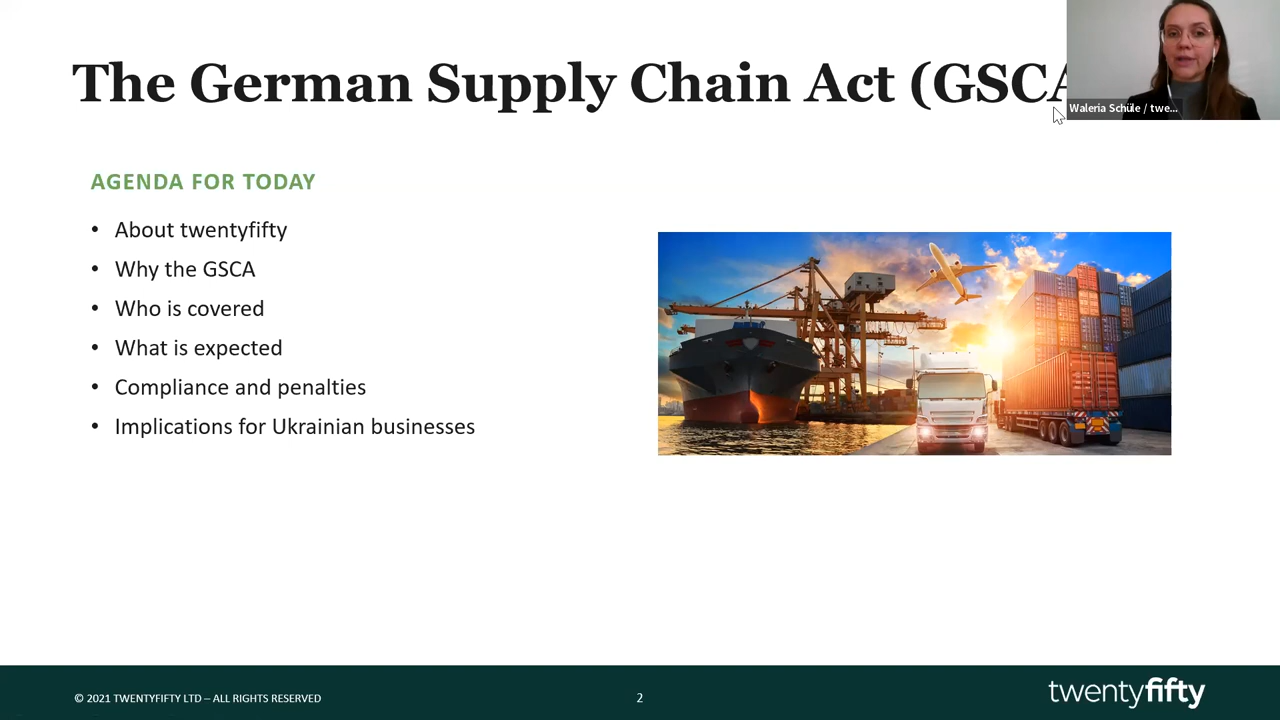 The German Supply Chain Act (GSCA
Waleria Schüle / twe...
AGENDA FOR TODAY
• About twentyfifty
• Why the GSCA
• Who is covered
• What is expected
• Compliance and penalties
• Implications for Ukrainian businesses
© 2021 TWENTYFIFTY LTD – ALL RIGHTS RESERVED
2
twentyfifty